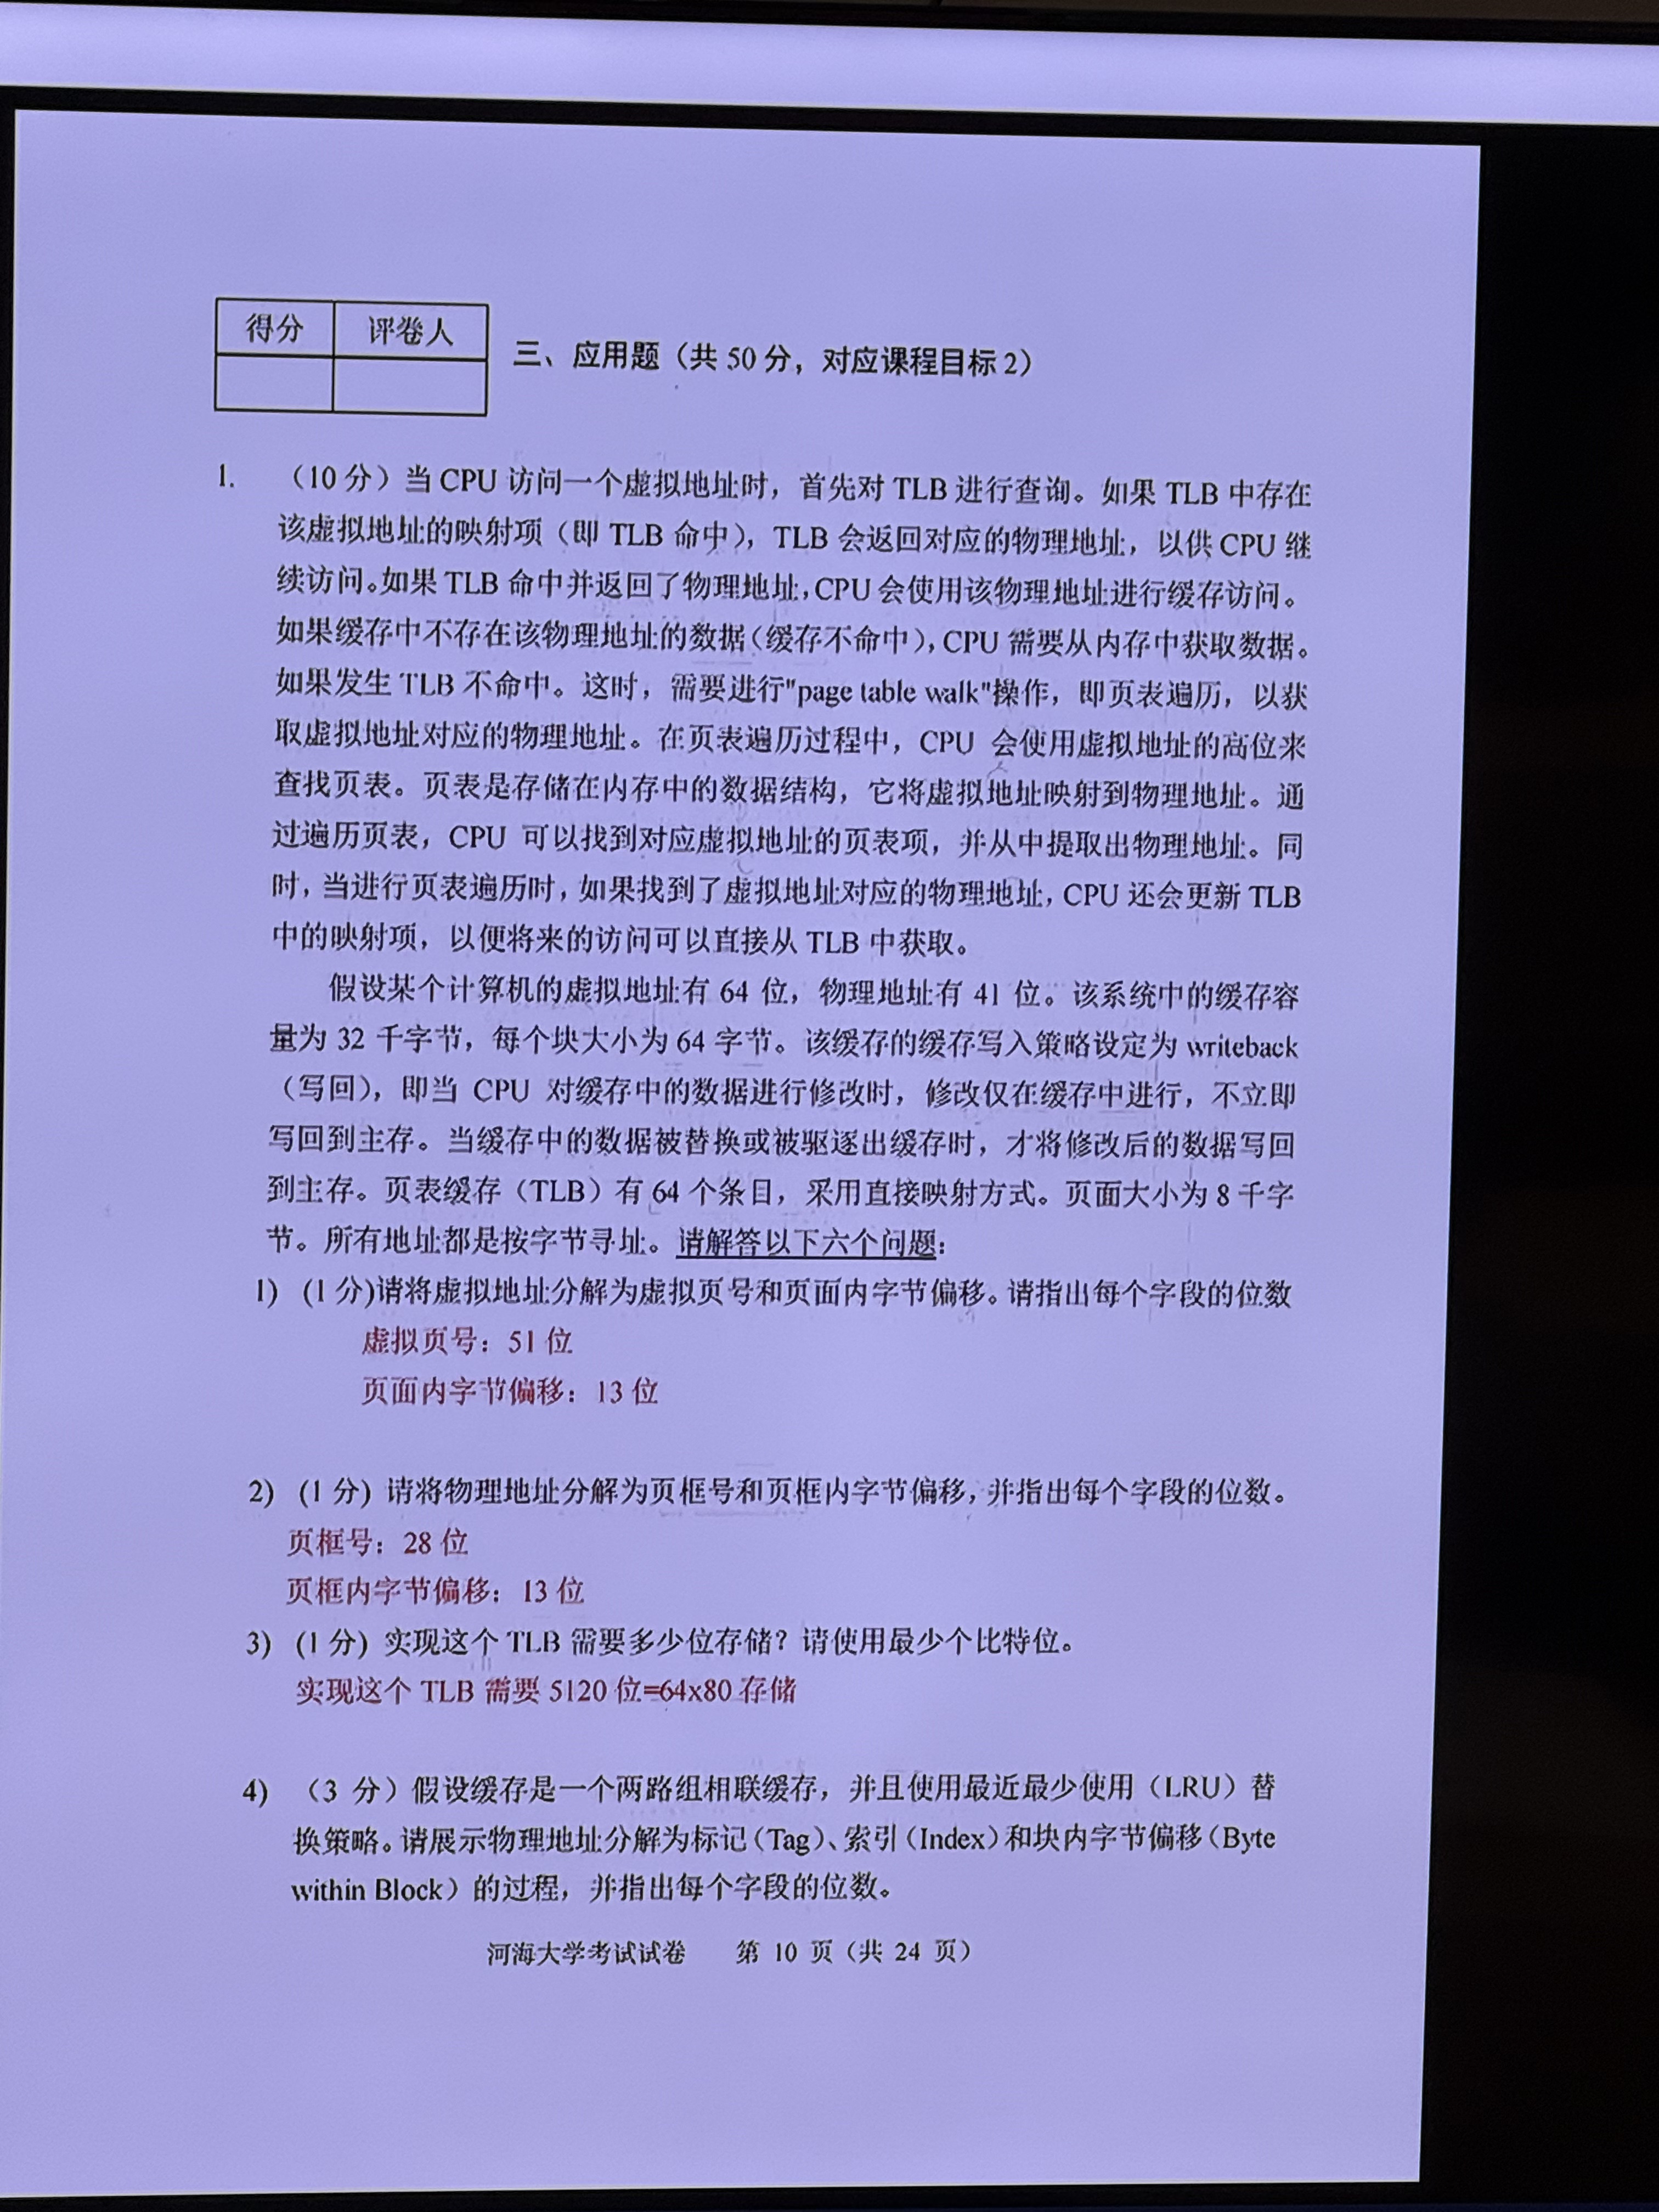 得分 评卷人
三、应用题（共 50 分，对应课程目标 2）
1. （10 分）当 CPU 访问一个虚拟地址时，首先对 TLB 进行查询。如果 TLB 中存在
该虚拟地址的映射项（即 TLB 命中），TLB 会返回对应的物理地址，以供 CPU 继
续访问。如果 TLB 命中并返回了物理地址，CPU 会使用该物理地址进行缓存访问。
如果缓存中不存在该物理地址的数据（缓存不命中），CPU 需要从内存中获取数据。
如果发生 TLB 不命中。这时，需要进行"page table walk"操作，即页表遍历，以获
取虚拟地址对应的物理地址。在页表遍历过程中，CPU 会使用虚拟地址的高位来
查找页表。页表是存储在内存中的数据结构，它将虚拟地址映射到物理地址。通
过遍历页表，CPU 可以找到对应虚拟地址的页表项，并从中提取出物理地址。同
时，当进行页表遍历时，如果找到了虚拟地址对应的物理地址，CPU 还会更新 TLB
中的映射项，以便将来的访问可以直接从 TLB 中获取。
假设某个计算机的虚拟地址有 64 位，物理地址有 41 位。该系统中的缓存容
量为 32 千字节，每个块大小为 64 字节。该缓存的缓存写入策略设定为 writeback
（写回），即当 CPU 对缓存中的数据进行修改时，修改仅在缓存中进行，不立即
写回到主存。当缓存中的数据被替换或被驱逐出缓存时，才将修改后的数据写回
到主存。页表缓存（TLB）有 64 个条目，采用直接映射方式。页面大小为 8 千字
节。所有地址都是按字节寻址。请解答以下六个问题：
1) (1 分)请将虚拟地址分解为虚拟页号和页面内字节偏移。请指出每个字段的位数
虚拟页号：51 位
页面内字节偏移：13 位
2) (1 分) 请将物理地址分解为页框号和页框内字节偏移，并指出每个字段的位数。
页框号：28 位
页框内字节偏移：13 位
3) (1 分) 实现这个 TLB 需要多少位存储？请使用最少个比特位。
实现这个 TLB 需要 5120 位=64x80 存储
4) （3 分）假设缓存是一个两路组相联缓存，并且使用最近最少使用（LRU）替
换策略。请展示物理地址分解为标记（Tag）、索引（Index）和块内字节偏移（Byte
within Block）的过程，并指出每个字段的位数。
河海大学考试试卷 第 10 页（共 24 页）